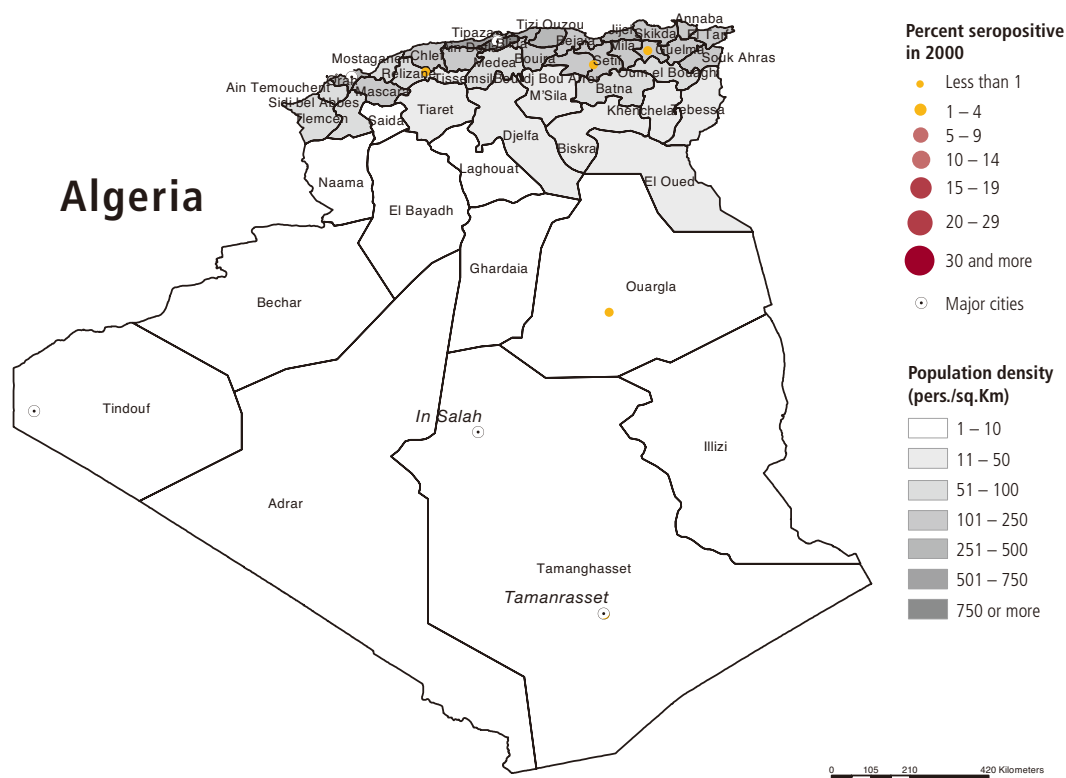 Annaba
Tizi Ouzou
Tipaza
Jijel
Skikda
El Tarf
Bejaia
Mila
Guelma
Souk Ahras
Ain Defla
Blida
Mostaganem
Chlef
Medea
Bouira
Setif
Oum el Bouaghi
Relizane
Tissemsilt
Bordj Bou Arrer
Oran
Ain Temouchent
Mascara
Batna
Sidi bel Abbes
M'Sila
Tlemcen
Saida
Tiaret
Khenchela
Tebessa
Djelfa
Biskra
Laghouat
Naama
El Oued
Algeria
El Bayadh
Ghardaia
Ouargla
Bechar
Tindouf
In Salah
Illizi
Adrar
Tamanghasset
Tamanrasset
Percent seropositive
in 2000
Less than 1
1 – 4
5 – 9
10 – 14
15 – 19
20 – 29
30 and more
Major cities
Population density
(pers./sq.Km)
1 – 10
11 – 50
51 – 100
101 – 250
251 – 500
501 – 750
750 or more
0 105 210 420 Kilometers